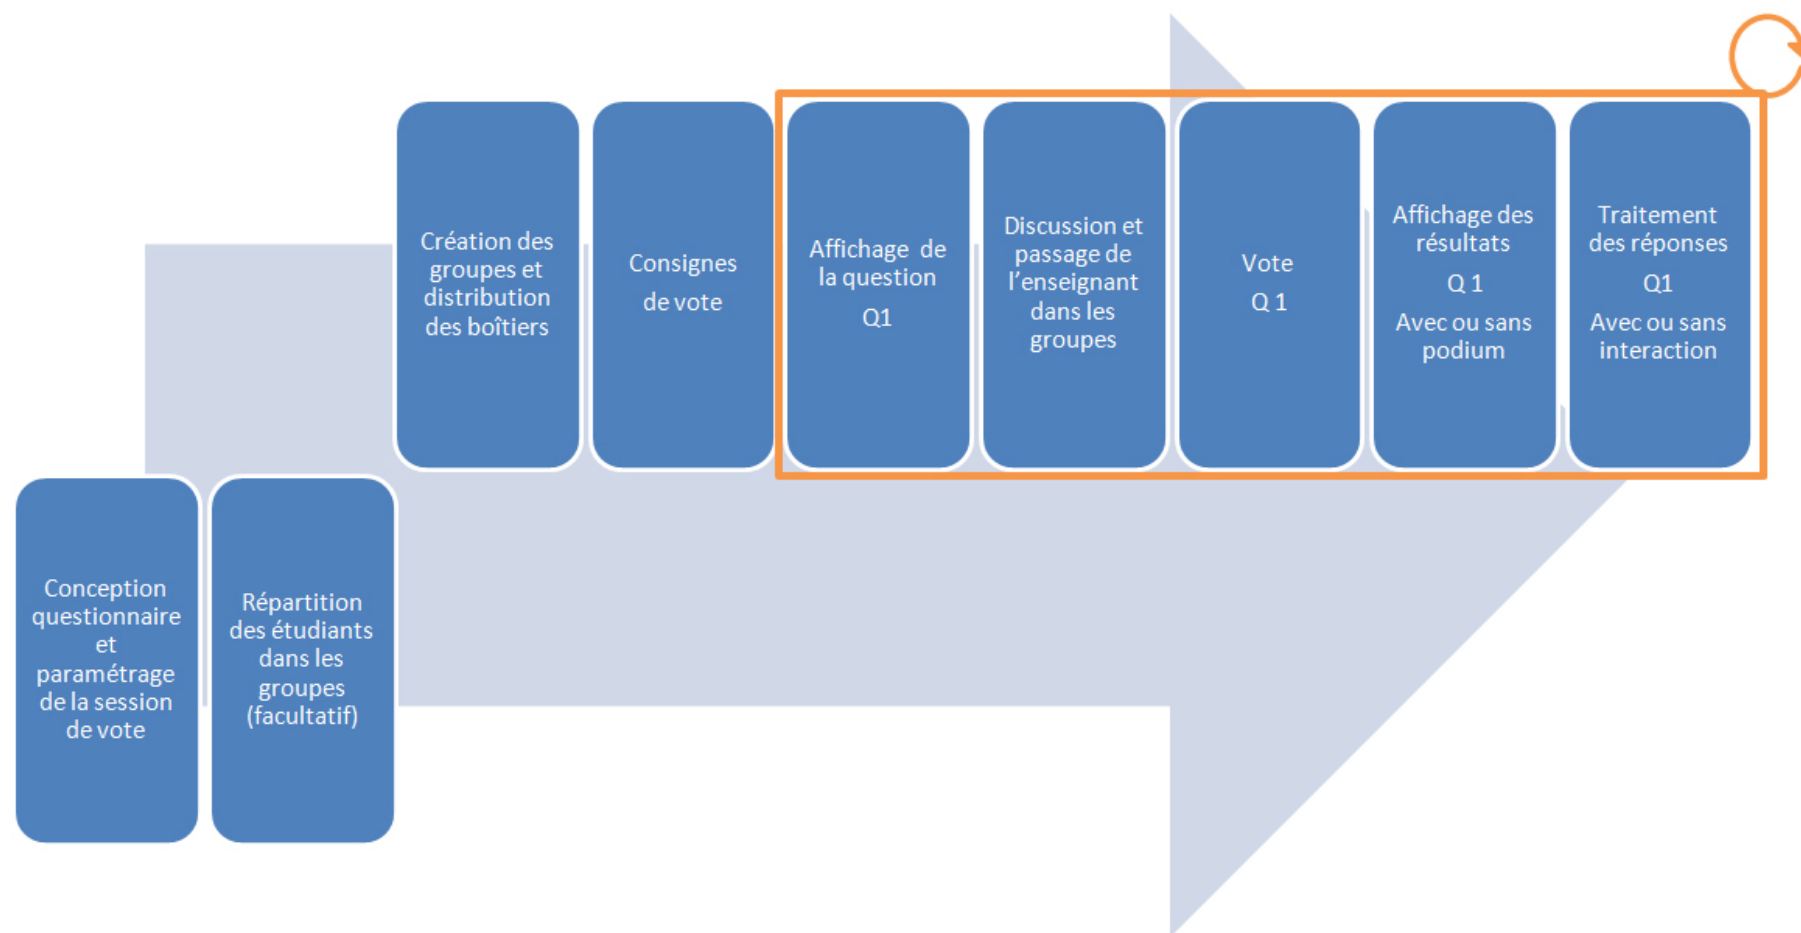 Création des
groupes et
distribution
des boîtiers
Consignes
de vote
Affichage de
la question
Q1
Discussion et
passage de
l’enseignant
dans les
groupes
Vote
Q 1
Affichage des
résultats
Q 1
Avec ou sans
podium
Traitement
des réponses
Q1
Avec ou sans
interaction
Conception
questionnaire
et
paramétrage
de la session
de vote
Répartition
des étudiants
dans les
groupes
(facultatif)